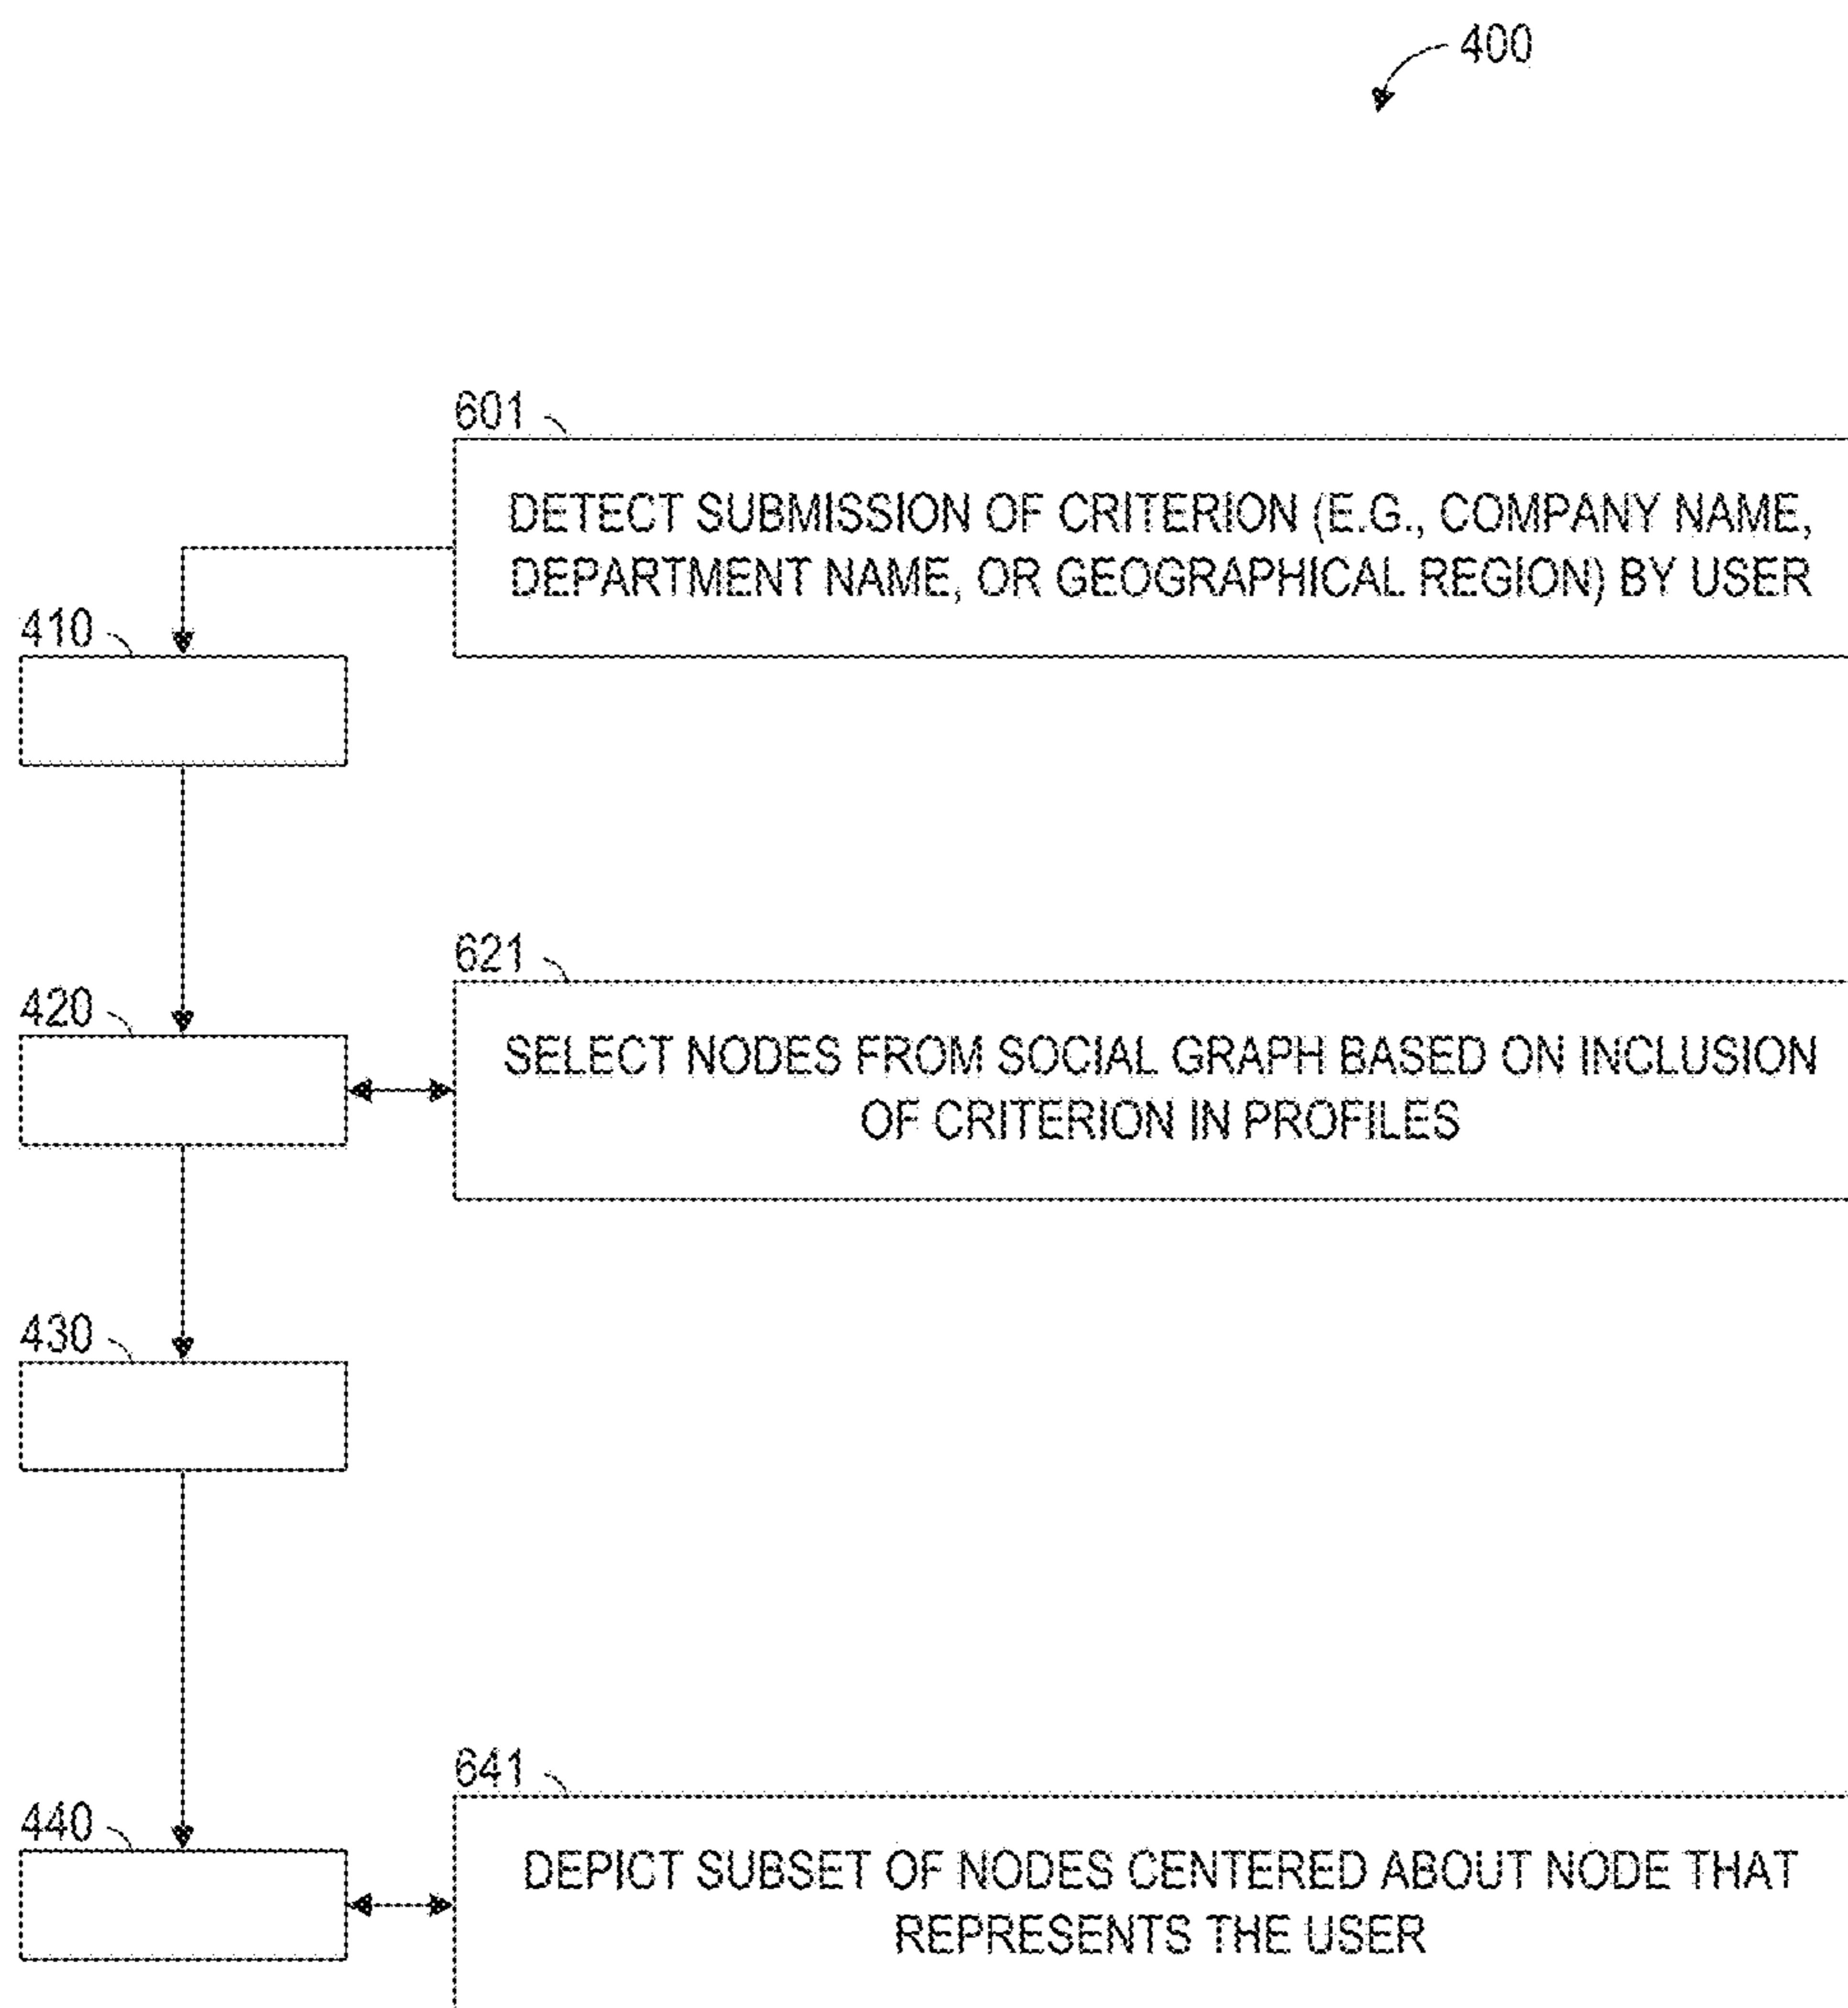 400
601
DETECT SUBMISSION OF CRITERION (E.G., COMPANY NAME,
DEPARTMENT NAME, OR GEOGRAPHICAL REGION) BY USER
410
621
SELECT NODES FROM SOCIAL GRAPH BASED ON INCLUSION
OF CRITERION IN PROFILES
420
430
641
DEPICT SUBSET OF NODES CENTERED ABOUT NODE THAT
REPRESENTS THE USER
440